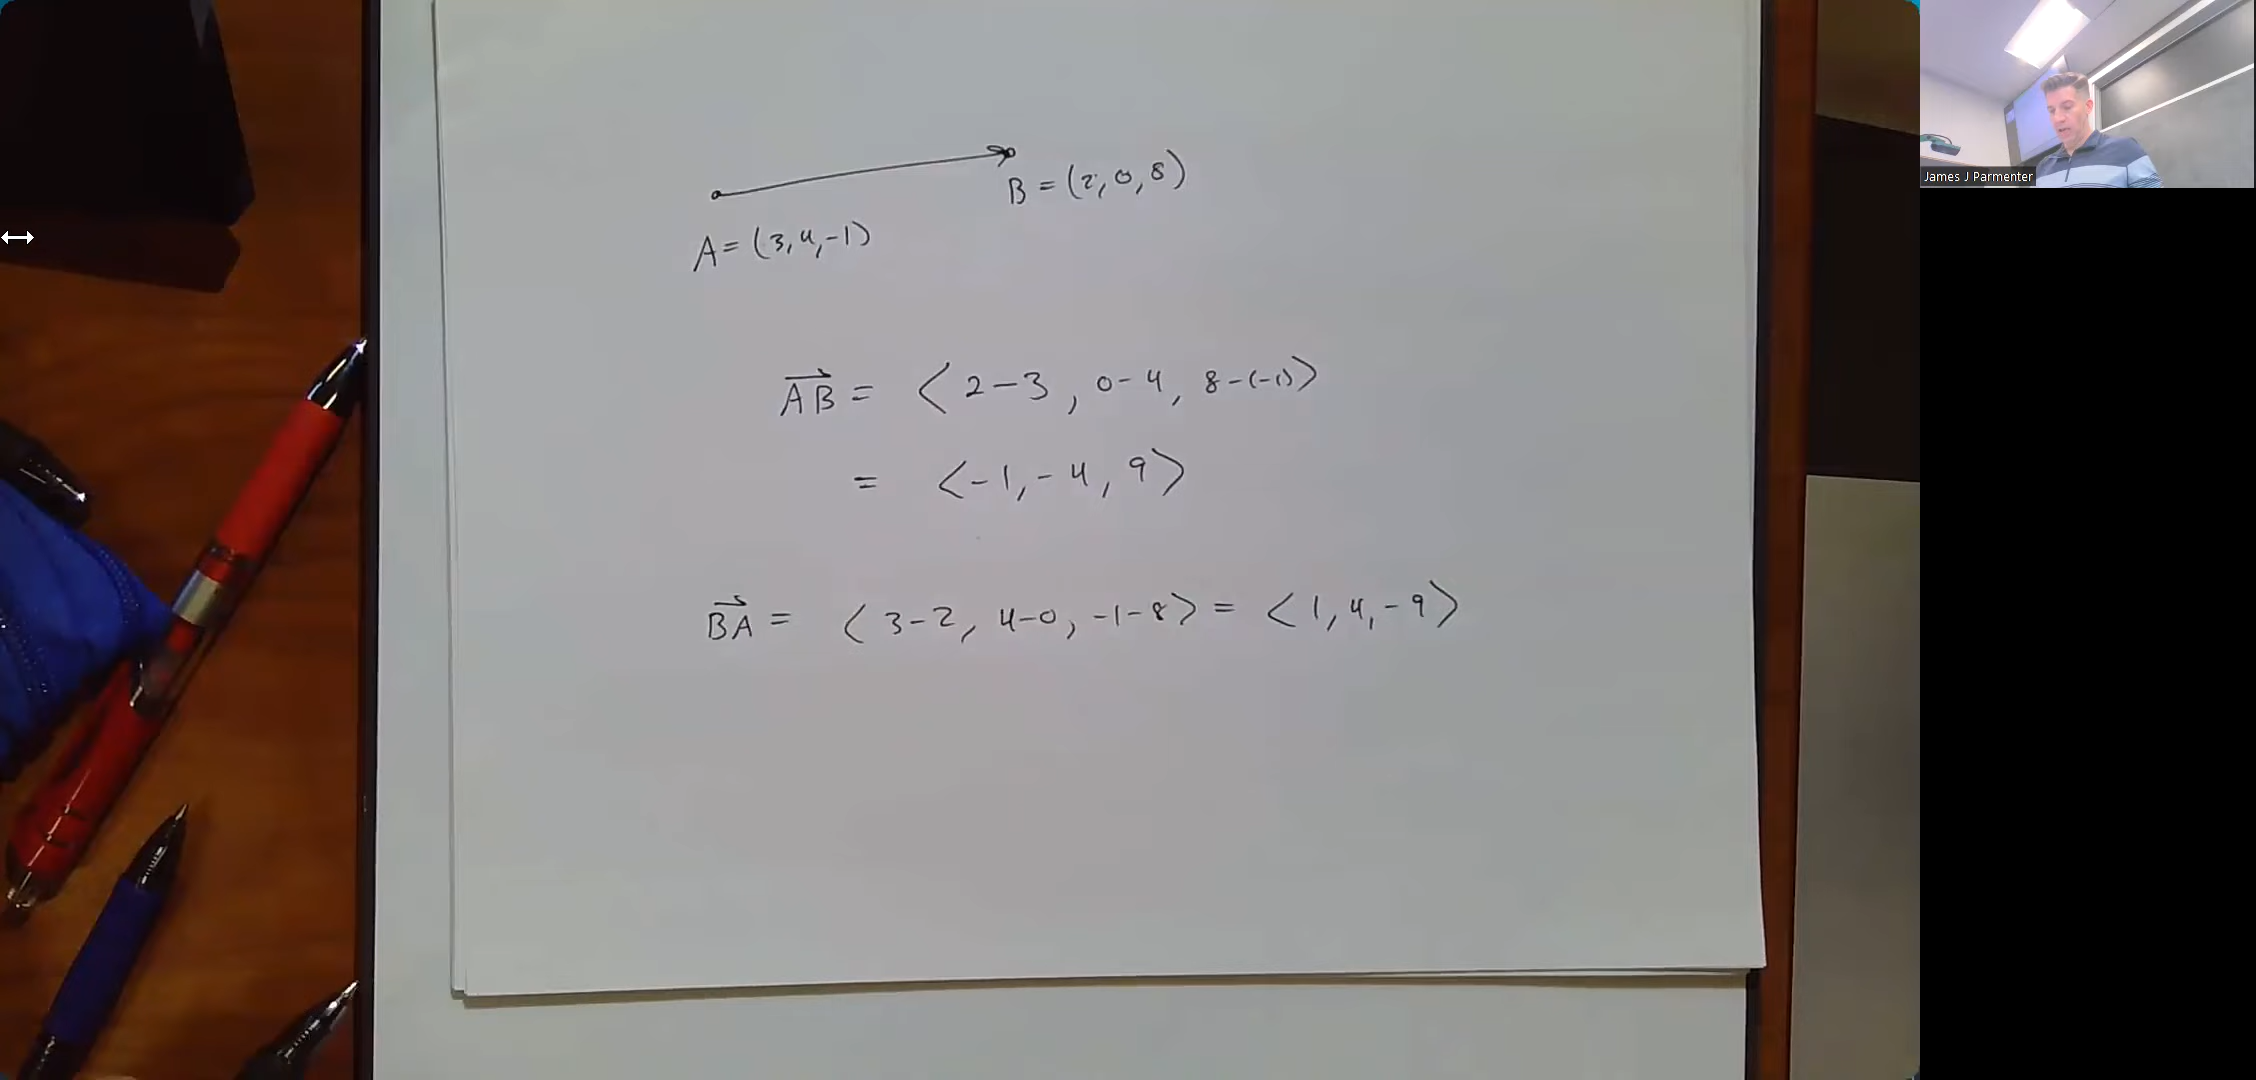 B = (2, 0, 8)
A = (3, 4, -1)
AB = < 2 - 3 , 0 - 4 , 8 - (-1) >
= < -1, -4, 9 >
BA = < 3 - 2, 4 - 0, -1 - 8 > = < 1, 4, -9 >
James J Parmenter